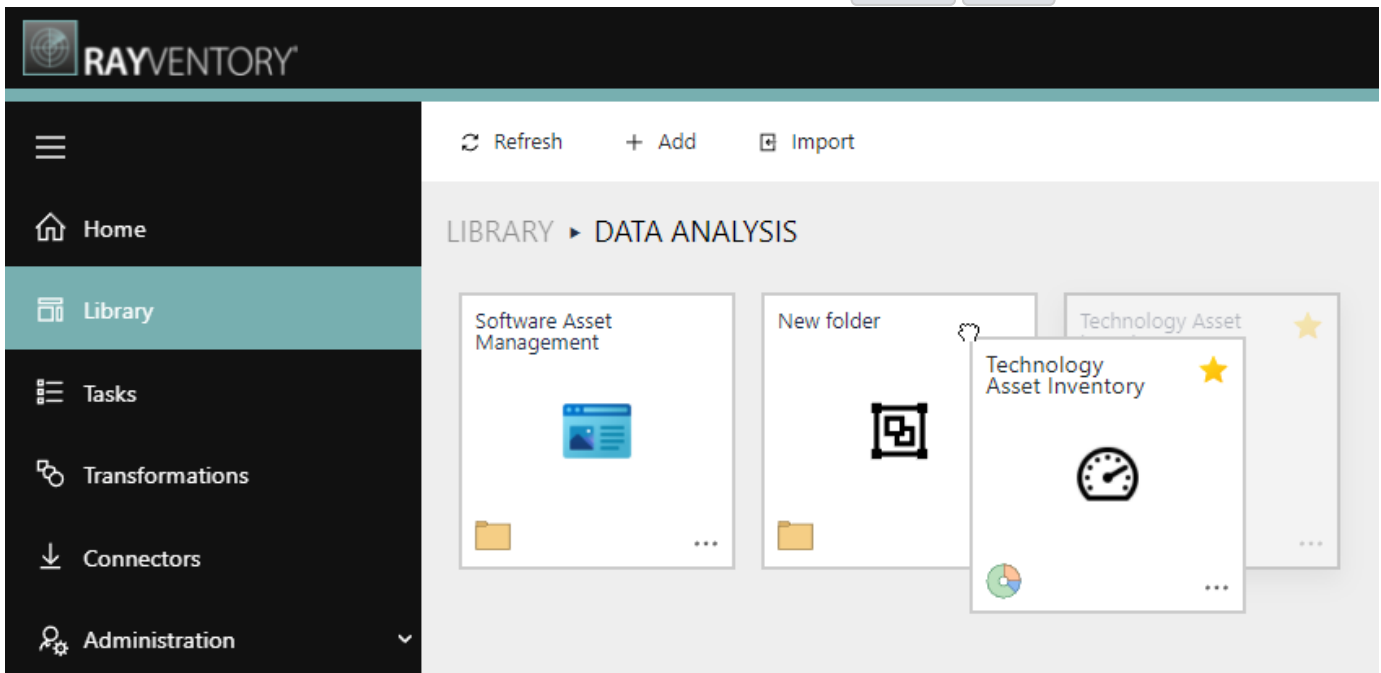 RAYVENTORY
Refresh
Add
Import
Home
LIBRARY ▸ DATA ANALYSIS
Library
Software Asset
Management
New folder
Technology Asset
Technology
Asset Inventory
Tasks
Transformations
Connectors
Administration